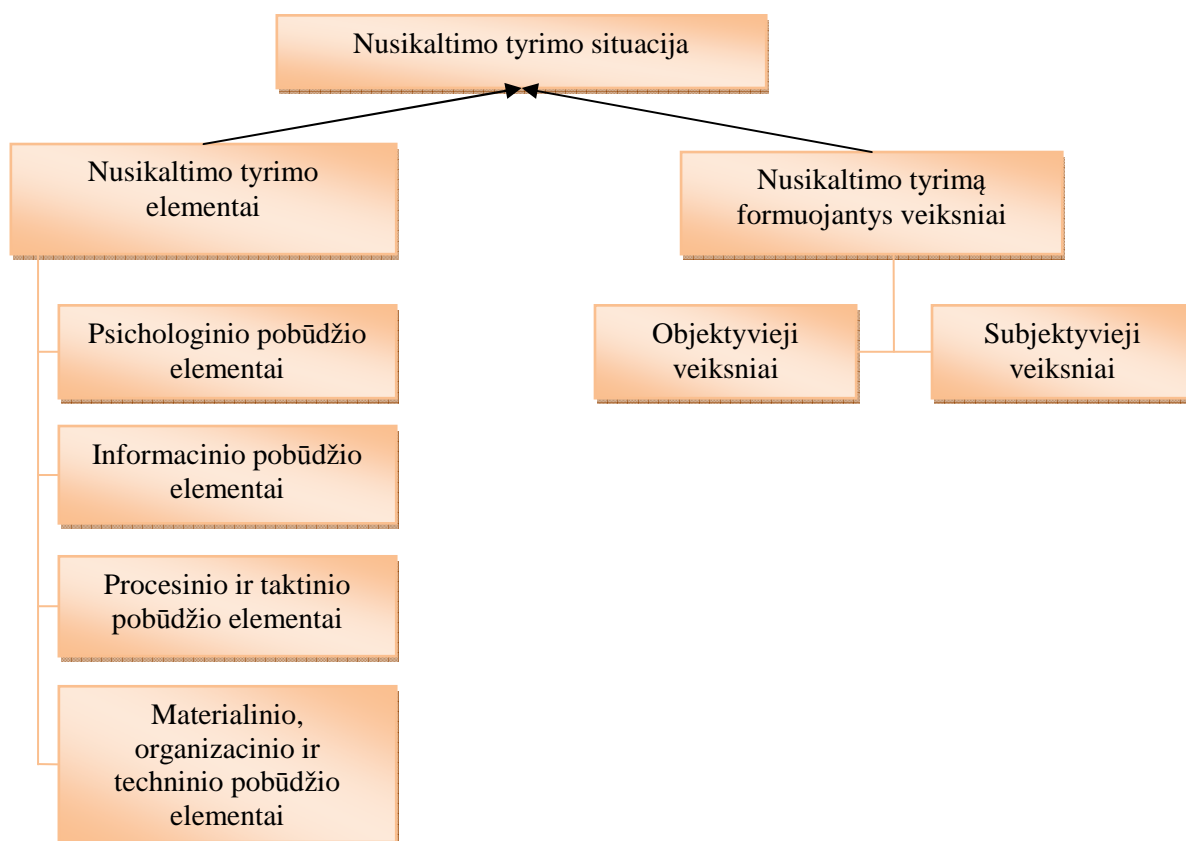 Nusikaltimo tyrimo situacija
Nusikaltimo tyrimo
elementai
Nusikaltimo tyrimą
formuojantys veiksniai
Psichologinio pobūdžio
elementai
Objektyvieji
veiksniai
Subjektyvieji
veiksniai
Informacinio pobūdžio
elementai
Procesinio ir taktinio
pobūdžio elementai
Materialinio,
organizacinio ir
techninio pobūdžio
elementai